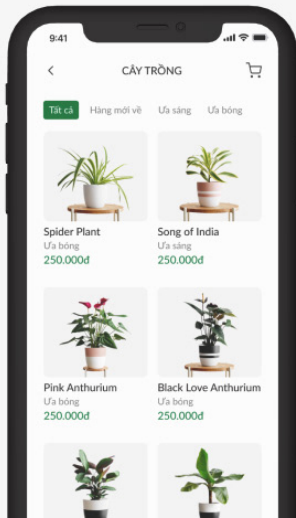 9:41
CÂY TRỒNG
Tất cả Hàng mới về Ưa sáng Ưa bóng
Spider Plant
Ưa bóng
250.000đ
Song of India
Ưa sáng
250.000đ
Pink Anthurium
Ưa bóng
250.000đ
Black Love Anthurium
Ưa bóng
250.000đ